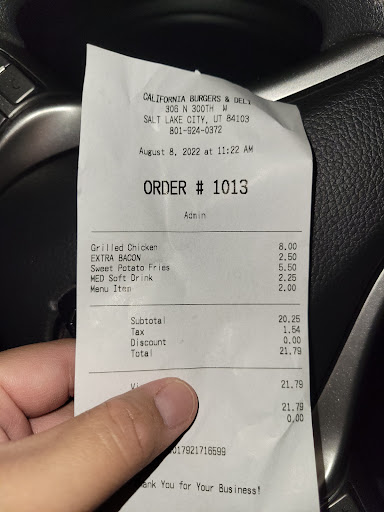 CALIFORNIA BURGERS & DELI
306 N 300TH W
SALT LAKE CITY, UT 84103
801-924-0372
August 8, 2022 at 11:22 AM
ORDER # 1013
Admin
Grilled Chicken 8.00
EXTRA BACON 2.50
Sweet Potato Fries 5.50
MED Soft Drink 2.25
Menu Item 2.00
Subtotal 20.25
Tax 1.54
Discount 0.00
Total 21.79
21.79
21.79
0.00
017921718599
ank You for Your Business!